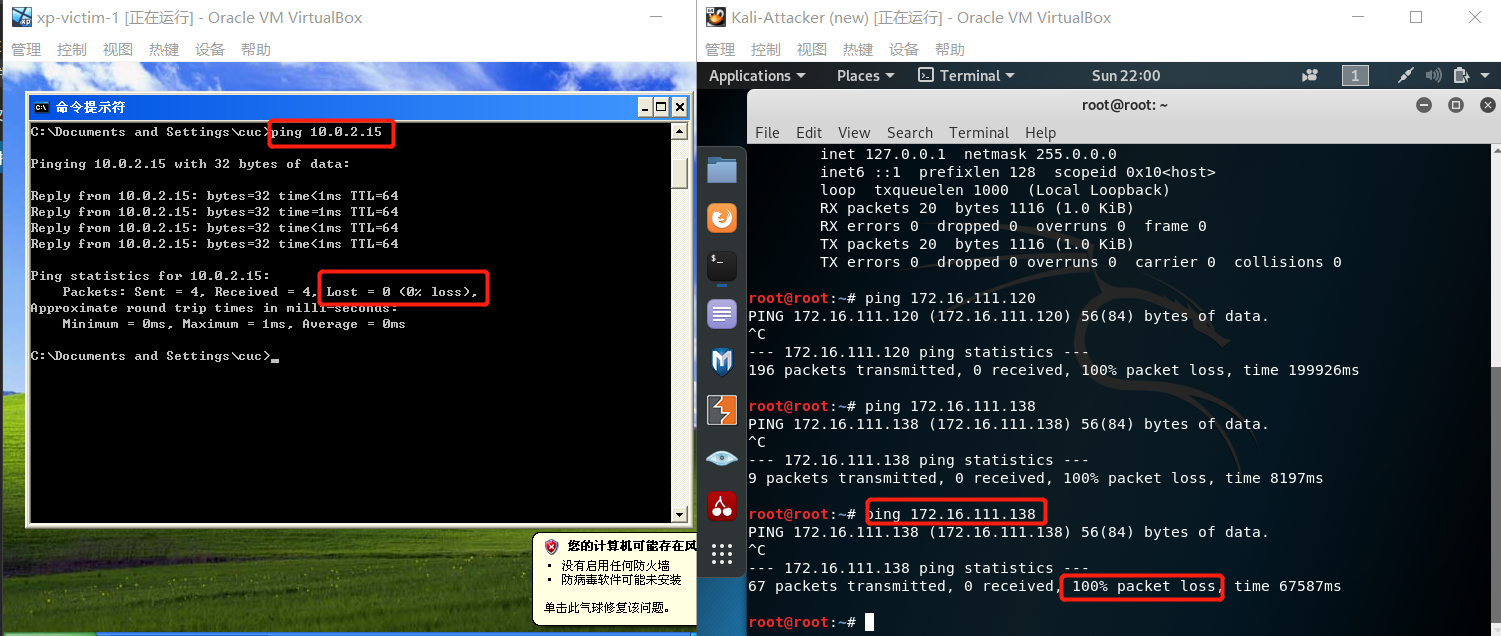 xp-victim-1 [正在运行] - Oracle VM VirtualBox
管理 控制 视图 热键 设备 帮助
命令提示符
C:\Documents and Settings\cuc>ping 10.0.2.15
Pinging 10.0.2.15 with 32 bytes of data:
Reply from 10.0.2.15: bytes=32 time<1ms TTL=64
Reply from 10.0.2.15: bytes=32 time=1ms TTL=64
Reply from 10.0.2.15: bytes=32 time<1ms TTL=64
Reply from 10.0.2.15: bytes=32 time<1ms TTL=64
Ping statistics for 10.0.2.15:
Packets: Sent = 4, Received = 4, Lost = 0 (0% loss),
Approximate round trip times in milli-seconds:
Minimum = 0ms, Maximum = 1ms, Average = 0ms
C:\Documents and Settings\cuc>
您的计算机可能存在风
• 没有启用任何防火墙
• 防病毒软件可能未安装
单击此气球修复该问题。
Kali-Attacker (new) [正在运行] - Oracle VM VirtualBox
管理 控制 视图 热键 设备 帮助
Applications Places Terminal Sun 22:00 1
root@root: ~
File Edit View Search Terminal Help
inet 127.0.0.1 netmask 255.0.0.0
inet6 ::1 prefixlen 128 scopeid 0x10<host>
loop txqueuelen 1000 (Local Loopback)
RX packets 20 bytes 1116 (1.0 KiB)
RX errors 0 dropped 0 overruns 0 frame 0
TX packets 20 bytes 1116 (1.0 KiB)
TX errors 0 dropped 0 overruns 0 carrier 0 collisions 0
root@root:~# ping 172.16.111.120
PING 172.16.111.120 (172.16.111.120) 56(84) bytes of data.
^C
--- 172.16.111.120 ping statistics ---
196 packets transmitted, 0 received, 100% packet loss, time 199926ms
root@root:~# ping 172.16.111.138
PING 172.16.111.138 (172.16.111.138) 56(84) bytes of data.
^C
--- 172.16.111.138 ping statistics ---
9 packets transmitted, 0 received, 100% packet loss, time 8197ms
root@root:~# ping 172.16.111.138
PING 172.16.111.138 (172.16.111.138) 56(84) bytes of data.
^C
--- 172.16.111.138 ping statistics ---
67 packets transmitted, 0 received, 100% packet loss, time 67587ms
root@root:~#